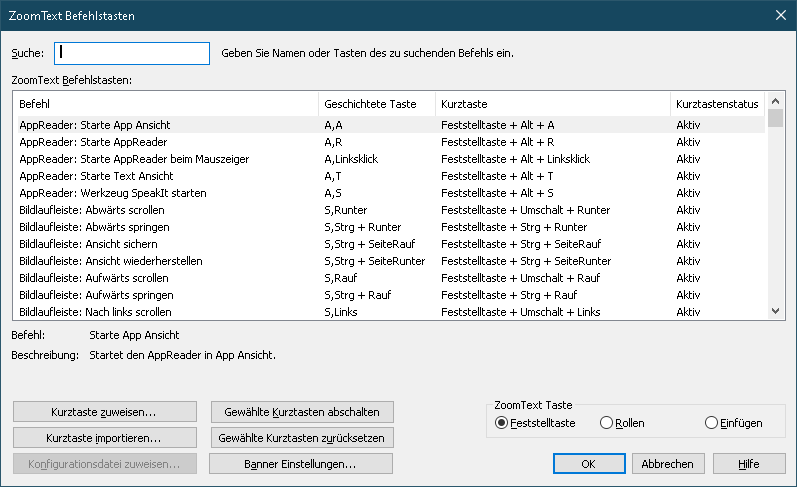 ZoomText Befehlstasten
Suche: Geben Sie Namen oder Tasten des zu suchenden Befehls ein.
ZoomText Befehlstasten:
Befehl Geschichtete Taste Kurztaste Kurztastenstatus
AppReader: Starte App Ansicht A,A Feststelltaste + Alt + A Aktiv
AppReader: Starte AppReader A,R Feststelltaste + Alt + R Aktiv
AppReader: Starte AppReader beim Mauszeiger A,Linksklick Feststelltaste + Alt + Linksklick Aktiv
AppReader: Starte Text Ansicht A,T Feststelltaste + Alt + T Aktiv
AppReader: Werkzeug SpeakIt starten A,S Feststelltaste + Alt + S Aktiv
Bildlaufleiste: Abwärts scrollen S,Runter Feststelltaste + Umschalt + Runter Aktiv
Bildlaufleiste: Abwärts springen S,Strg + Runter Feststelltaste + Strg + Runter Aktiv
Bildlaufleiste: Ansicht sichern S,Strg + SeiteRauf Feststelltaste + Strg + SeiteRauf Aktiv
Bildlaufleiste: Ansicht wiederherstellen S,Strg + SeiteRunter Feststelltaste + Strg + SeiteRunter Aktiv
Bildlaufleiste: Aufwärts scrollen S,Rauf Feststelltaste + Umschalt + Rauf Aktiv
Bildlaufleiste: Aufwärts springen S,Strg + Rauf Feststelltaste + Strg + Rauf Aktiv
Bildlaufleiste: Nach links scrollen S,Links Feststelltaste + Umschalt + Links Aktiv
Befehl: Starte App Ansicht
Beschreibung: Startet den AppReader in App Ansicht.
Kurztaste zuweisen... Gewählte Kurztasten abschalten
Kurztaste importieren... Gewählte Kurztasten zurücksetzen
Konfigurationsdatei zuweisen... Banner Einstellungen...
ZoomText Taste
Feststelltaste Rollen Einfügen
OK Abbrechen Hilfe